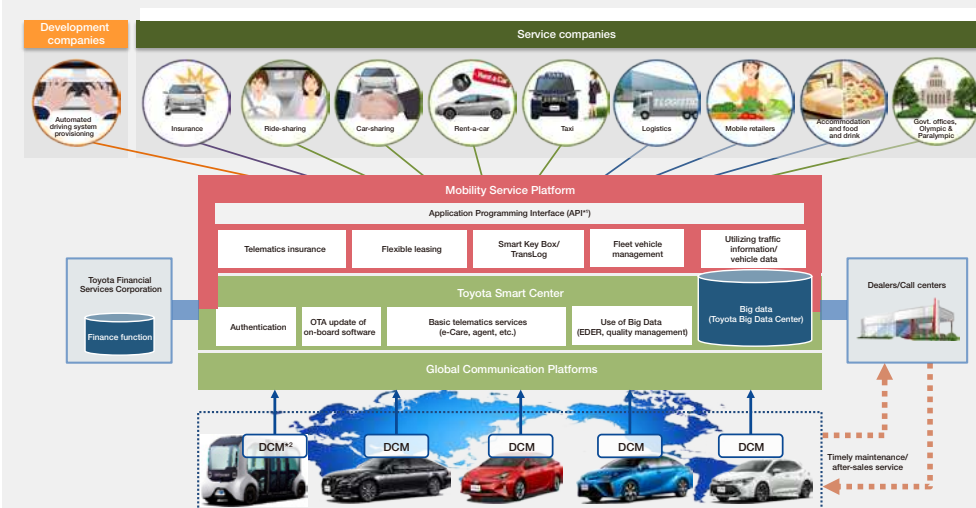 Development
companies
Service companies
Rent a Car
TAXI
LOGISTIC
Automated
driving system
provisioning
Insurance
Ride-sharing
Car-sharing
Rent-a-car
Taxi
Logistics
Mobile retailers
Accommodation
and food
and drink
Govt. offices,
Olympic &
Paralympic
Mobility Service Platform
Application Programming Interface (API*¹)
Telematics insurance
Flexible leasing
Smart Key Box/
TransLog
Fleet vehicle
management
Utilizing traffic
information/
vehicle data
Toyota Financial
Services Corporation
Finance function
Toyota Smart Center
Authentication
OTA update of
on-board software
Basic telematics services
(e-Care, agent, etc.)
Use of Big Data
(EDER, quality management)
Big data
(Toyota Big Data Center)
Dealers/Call centers
Global Communication Platforms
DCM*²
DCM
DCM
DCM
DCM
Timely maintenance/
after-sales service